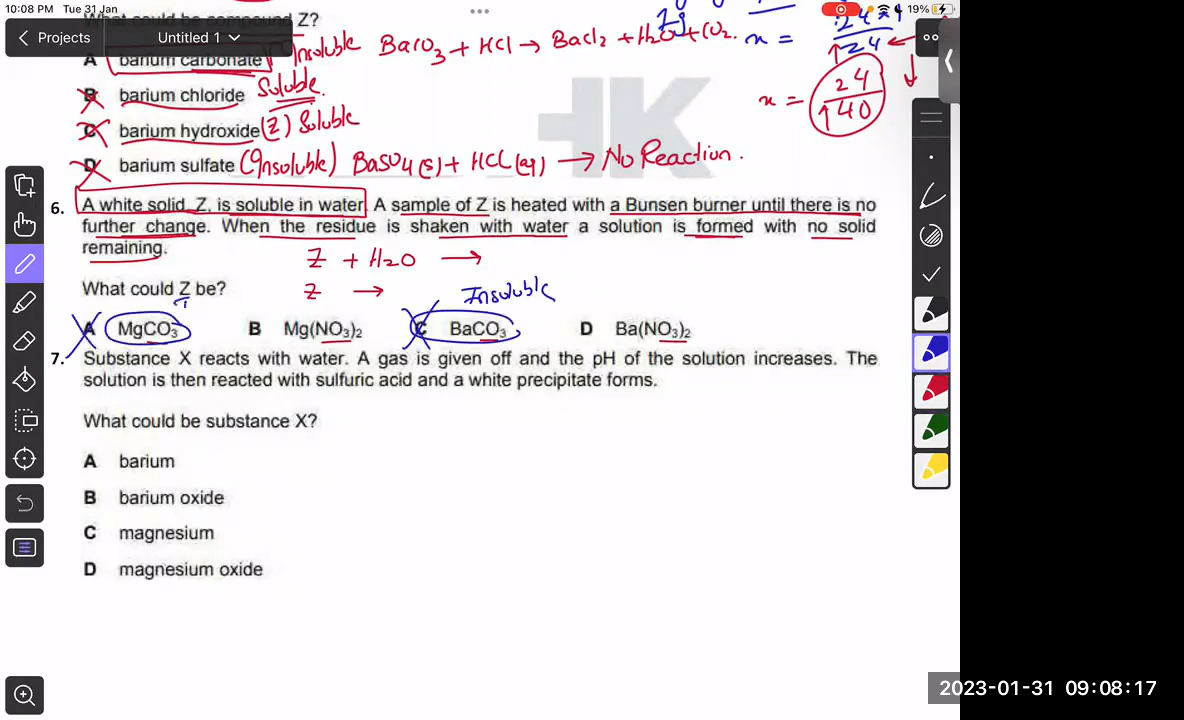 10:08 PM Tue 31 Jan
19%
What could be compound Z?
Projects
Untitled 1
A barium carbonate Insoluble BaCO3 + HCl → BaCl2 + H2O + CO2.
x =
24
x = 24
40
B barium chloride Soluble.
C barium hydroxide (Z) Soluble
D barium sulfate (Insoluble) BaSO4(s) + HCl(aq) → No Reaction.
6. A white solid, Z, is soluble in water. A sample of Z is heated with a Bunsen burner until there is no
further change. When the residue is shaken with water a solution is formed with no solid
remaining.
Z + H2O →
What could Z be?
Z →
Insoluble
A MgCO3 B Mg(NO3)2 C BaCO3 D Ba(NO3)2
7. Substance X reacts with water. A gas is given off and the pH of the solution increases. The
solution is then reacted with sulfuric acid and a white precipitate forms.
What could be substance X?
A barium
B barium oxide
C magnesium
D magnesium oxide
HK
2023-01-31 09:08:17